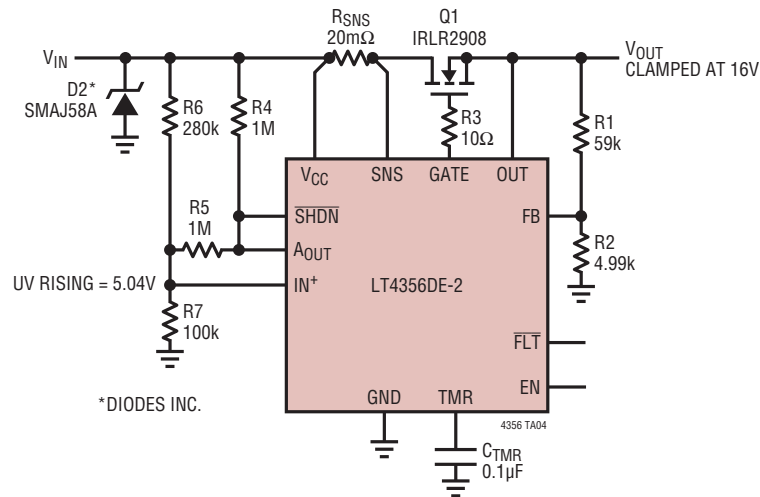 VIN
D2*
SMAJ58A
R6
280k
R4
1M
RSNS
20mΩ
Q1
IRLR2908
VOUT
CLAMPED AT 16V
R3
10Ω
R1
59k
VCC
SNS
GATE
OUT
SHDN
FB
R5
1M
AOUT
R2
4.99k
UV RISING = 5.04V
IN+
LT4356DE-2
R7
100k
FLT
EN
*DIODES INC.
GND
TMR
4356 TA04
CTMR
0.1µF